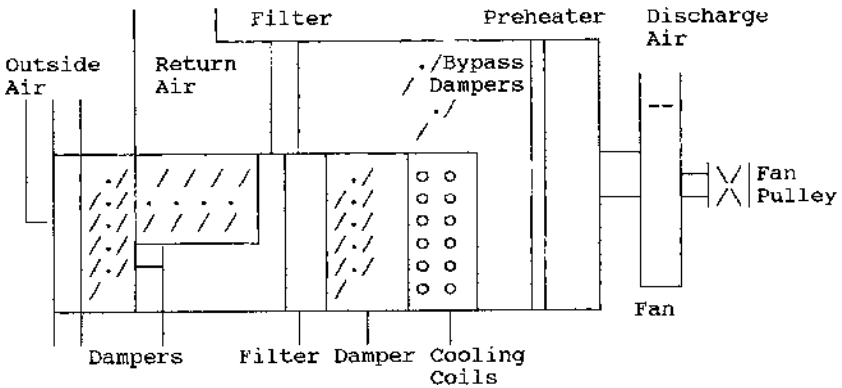 Filter
Preheater
Discharge
Air
Outside
Air
Return
Air
Bypass
Dampers
Fan
Pulley
Fan
Dampers
Filter
Damper
Cooling
Coils